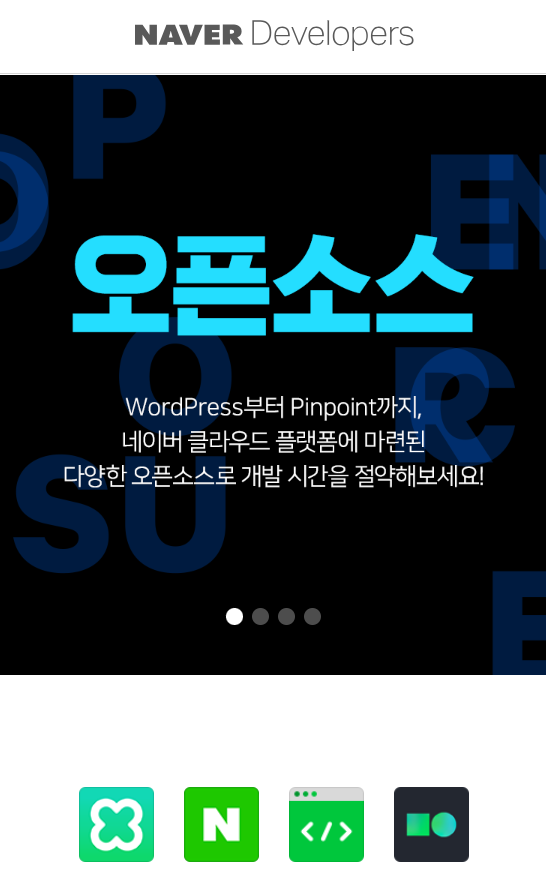 NAVER Developers
오픈소스
WordPress부터 Pinpoint까지,
네이버 클라우드 플랫폼에 마련된
다양한 오픈소스로 개발 시간을 절약해보세요!
O P E N
S O U R C E
N
</>